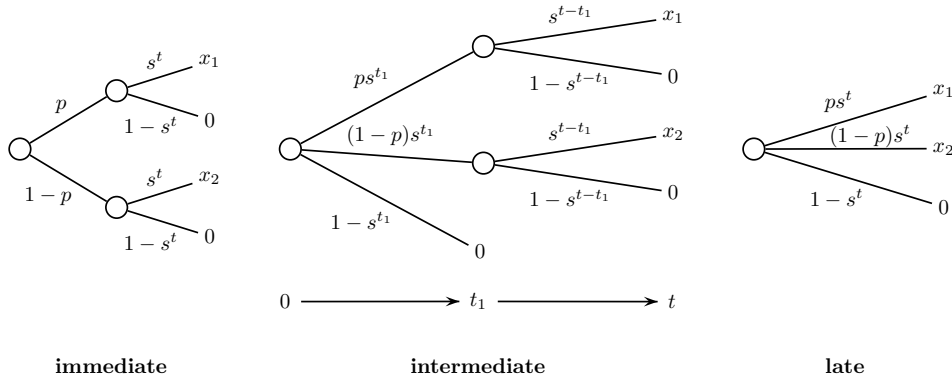 $s^t$ $x_1$
$p$
$1 - s^t$ $0$
$s^t$ $x_2$
$1 - p$
$1 - s^t$ $0$
$s^{t-t_1}$ $x_1$
$ps^{t_1}$
$1 - s^{t-t_1}$ $0$
$(1-p)s^{t_1}$
$s^{t-t_1}$ $x_2$
$1 - s^{t-t_1}$ $0$
$1 - s^{t_1}$
$0$
$ps^t$ $x_1$
$(1-p)s^t$ $x_2$
$1 - s^t$ $0$
$0$ $t_1$ $t$
immediate intermediate late